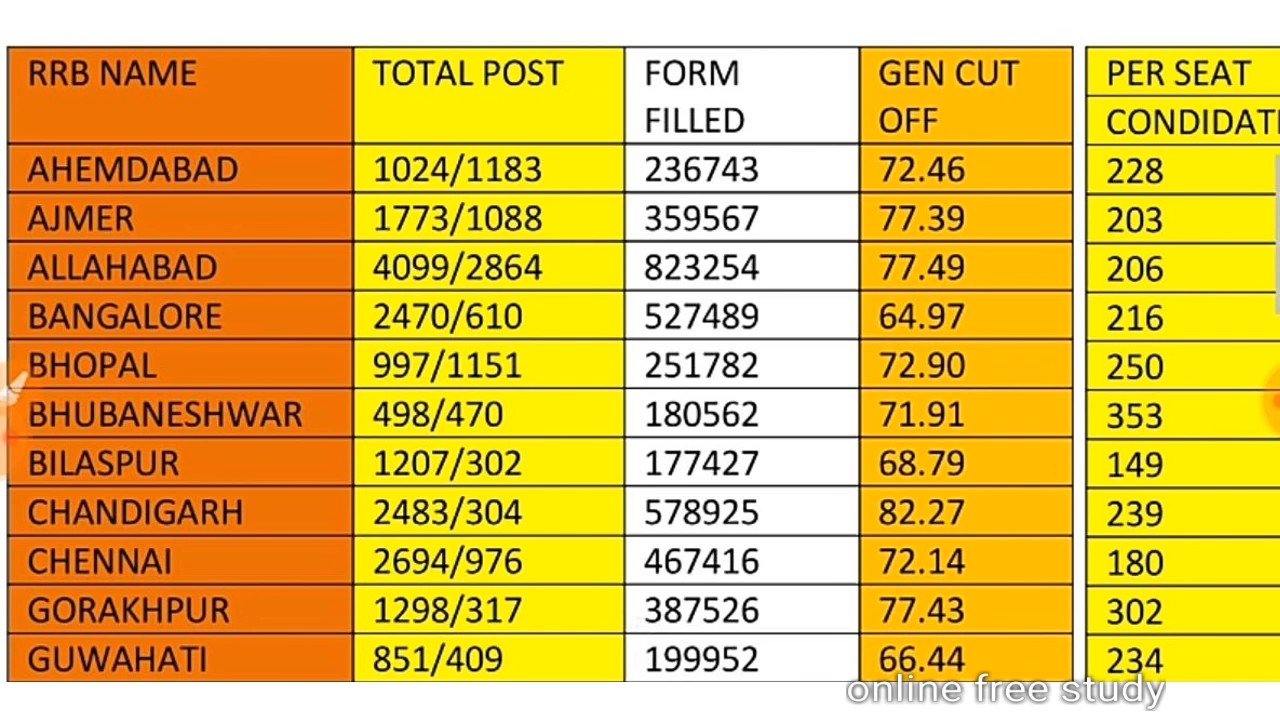 RRB NAME TOTAL POST FORM FILLED GEN CUT OFF PER SEAT
AHEMDABAD 1024/1183 236743 72.46 228
AJMER 1773/1088 359567 77.39 203
ALLAHABAD 4099/2864 823254 77.49 206
BANGALORE 2470/610 527489 64.97 216
BHOPAL 997/1151 251782 72.90 250
BHUBANESHWAR 498/470 180562 71.91 353
BILASPUR 1207/302 177427 68.79 149
CHANDIGARH 2483/304 578925 82.27 239
CHENNAI 2694/976 467416 72.14 180
GORAKHPUR 1298/317 387526 77.43 302
GUWAHATI 851/409 199952 66.44 234
online free study